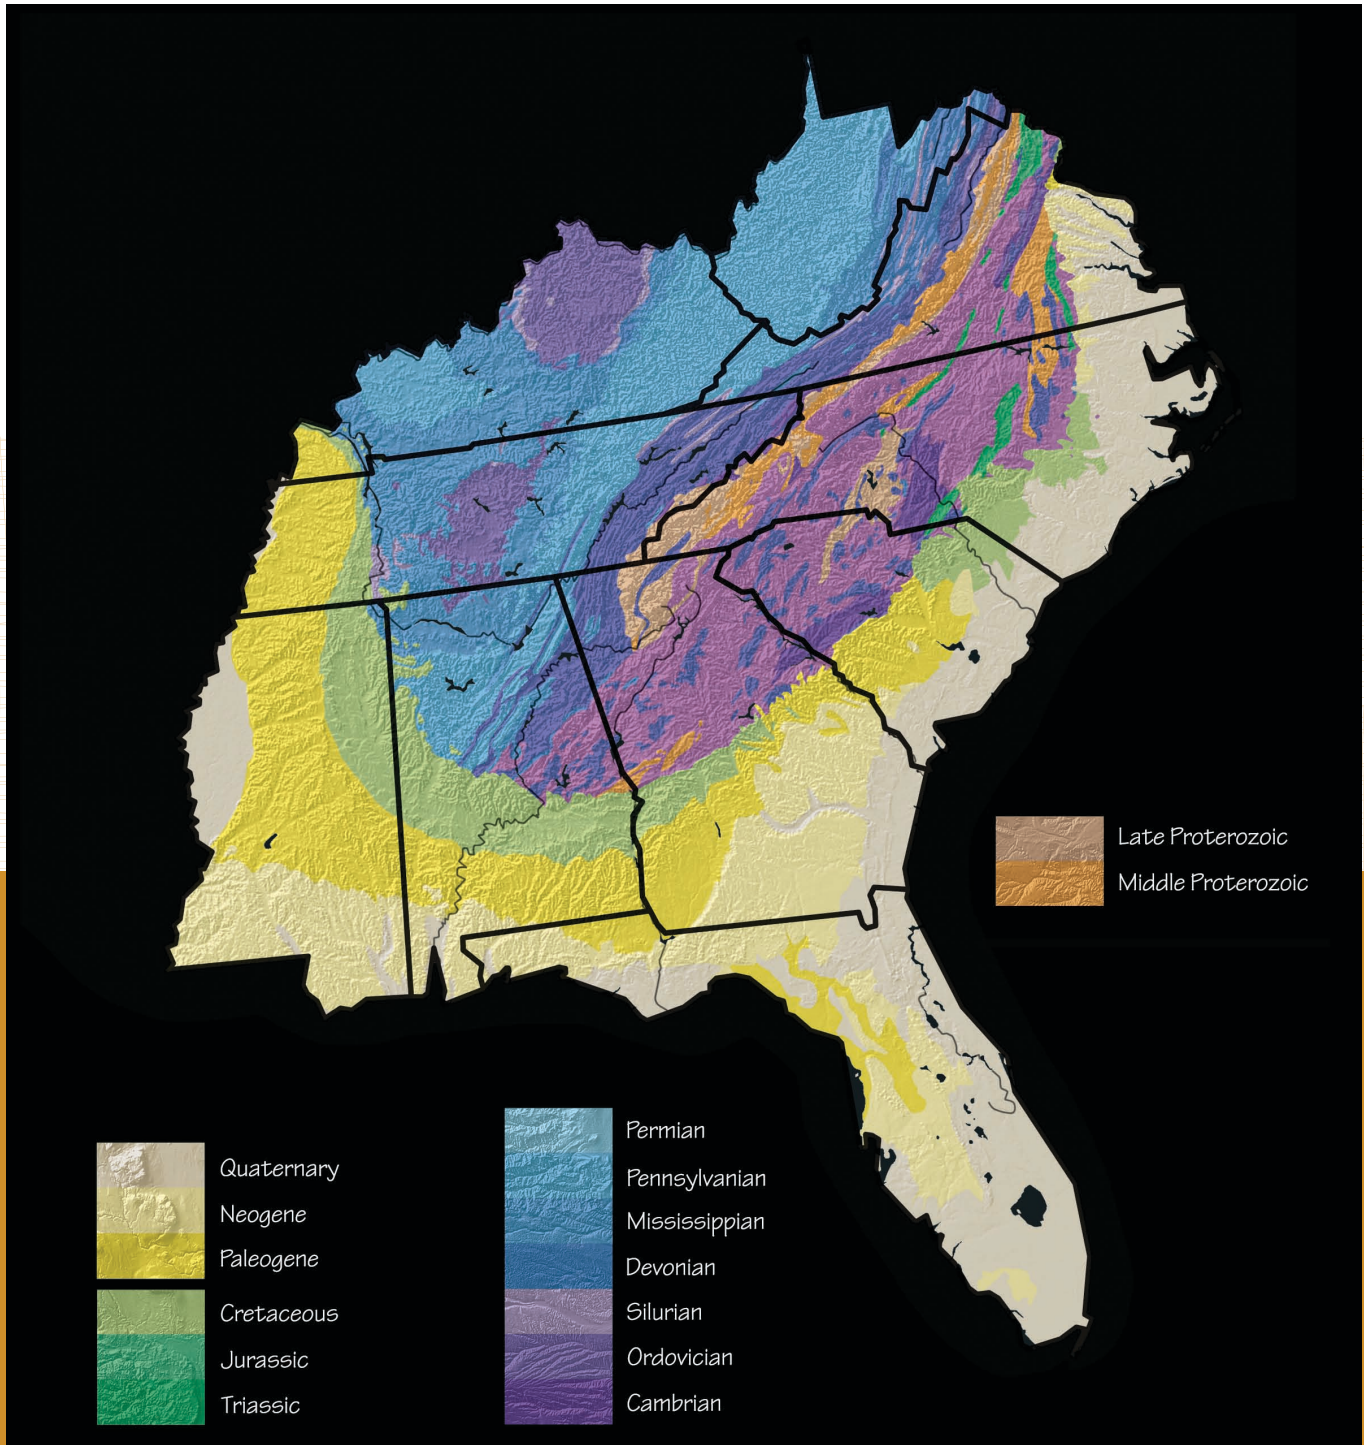 Late Proterozoic
Middle Proterozoic
Quaternary
Neogene
Paleogene
Cretaceous
Jurassic
Triassic
Permian
Pennsylvanian
Mississippian
Devonian
Silurian
Ordovician
Cambrian